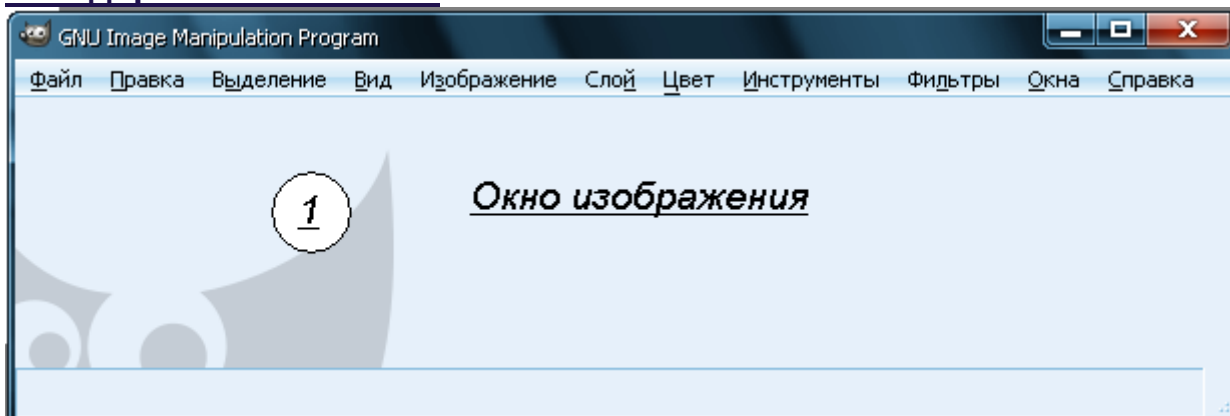 GNU Image Manipulation Program
Файл Правка Выделение Вид Изображение Слой Цвет Инструменты Фильтры Окна Справка
1 Окно изображения